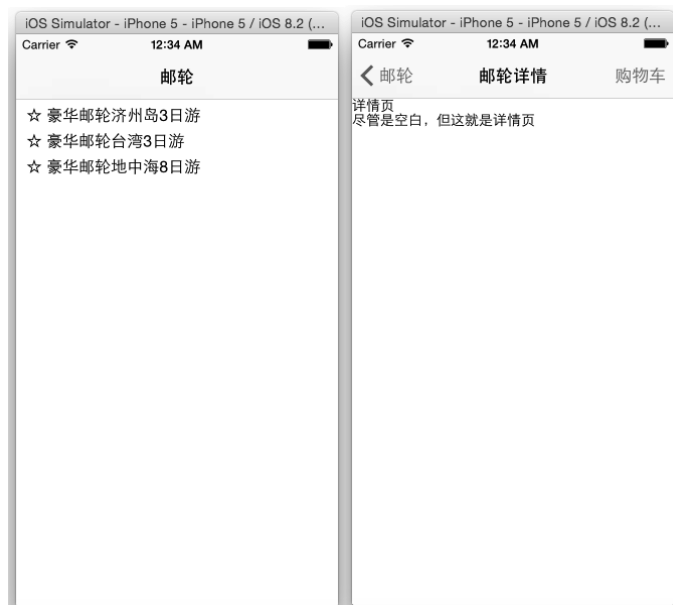 iOS Simulator - iPhone 5 - iPhone 5 / iOS 8.2 (...
Carrier 12:34 AM
邮轮
☆ 豪华邮轮济州岛3日游
☆ 豪华邮轮台湾3日游
☆ 豪华邮轮地中海8日游
iOS Simulator - iPhone 5 - iPhone 5 / iOS 8.2 (...
Carrier 12:34 AM
邮轮 邮轮详情 购物车
详情页
尽管是空白，但这就是详情页